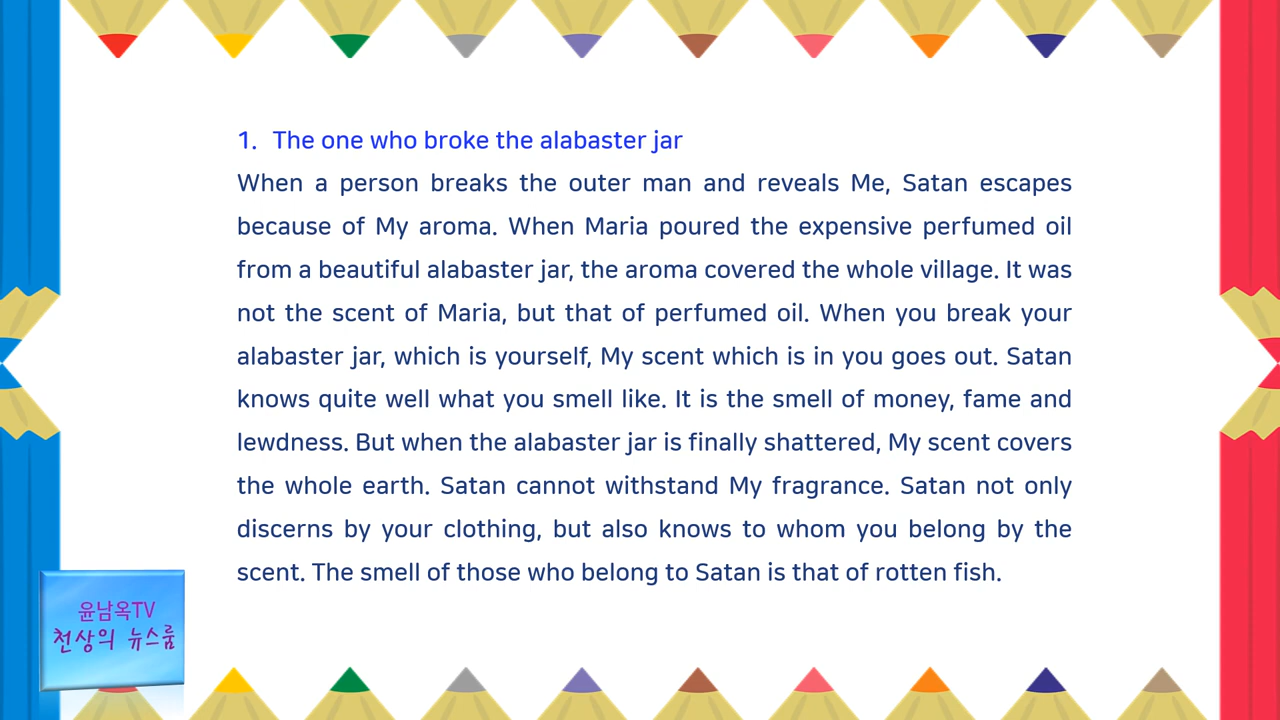 1. The one who broke the alabaster jar
When a person breaks the outer man and reveals Me, Satan escapes
because of My aroma. When Maria poured the expensive perfumed oil
from a beautiful alabaster jar, the aroma covered the whole village. It was
not the scent of Maria, but that of perfumed oil. When you break your
alabaster jar, which is yourself, My scent which is in you goes out. Satan
knows quite well what you smell like. It is the smell of money, fame and
lewdness. But when the alabaster jar is finally shattered, My scent covers
the whole earth. Satan cannot withstand My fragrance. Satan not only
discerns by your clothing, but also knows to whom you belong by the
scent. The smell of those who belong to Satan is that of rotten fish.
윤남옥TV
천상의 뉴스룸